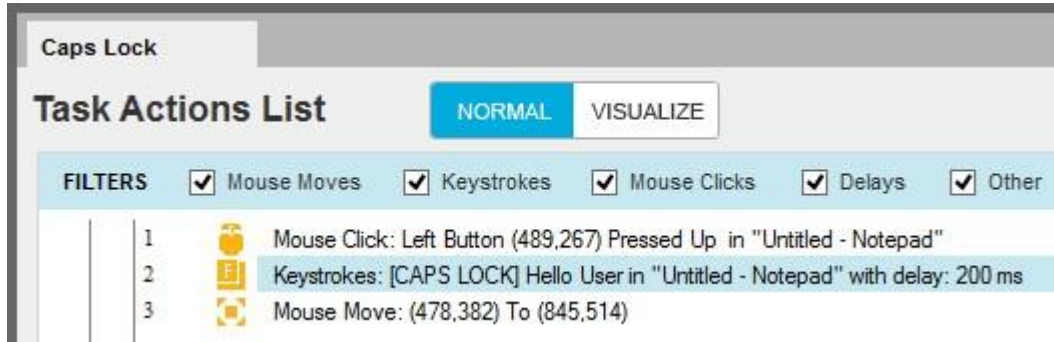 Caps Lock
Task Actions List NORMAL VISUALIZE
FILTERS Mouse Moves Keystrokes Mouse Clicks Delays Other
1 Mouse Click: Left Button (489,267) Pressed Up in "Untitled - Notepad"
2 Keystrokes: [CAPS LOCK] Hello User in "Untitled - Notepad" with delay: 200 ms
3 Mouse Move: (478,382) To (845,514)